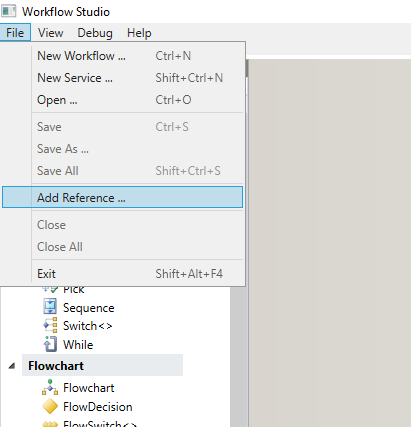 Workflow Studio
File View Debug Help
New Workflow ... Ctrl+N
New Service ... Shift+Ctrl+N
Open ... Ctrl+O
Save Ctrl+S
Save As ...
Save All Shift+Ctrl+S
Add Reference ...
Close
Close All
Exit Shift+Alt+F4
Pick
Sequence
Switch<>
While
Flowchart
Flowchart
FlowDecision
FlowSwitch<>